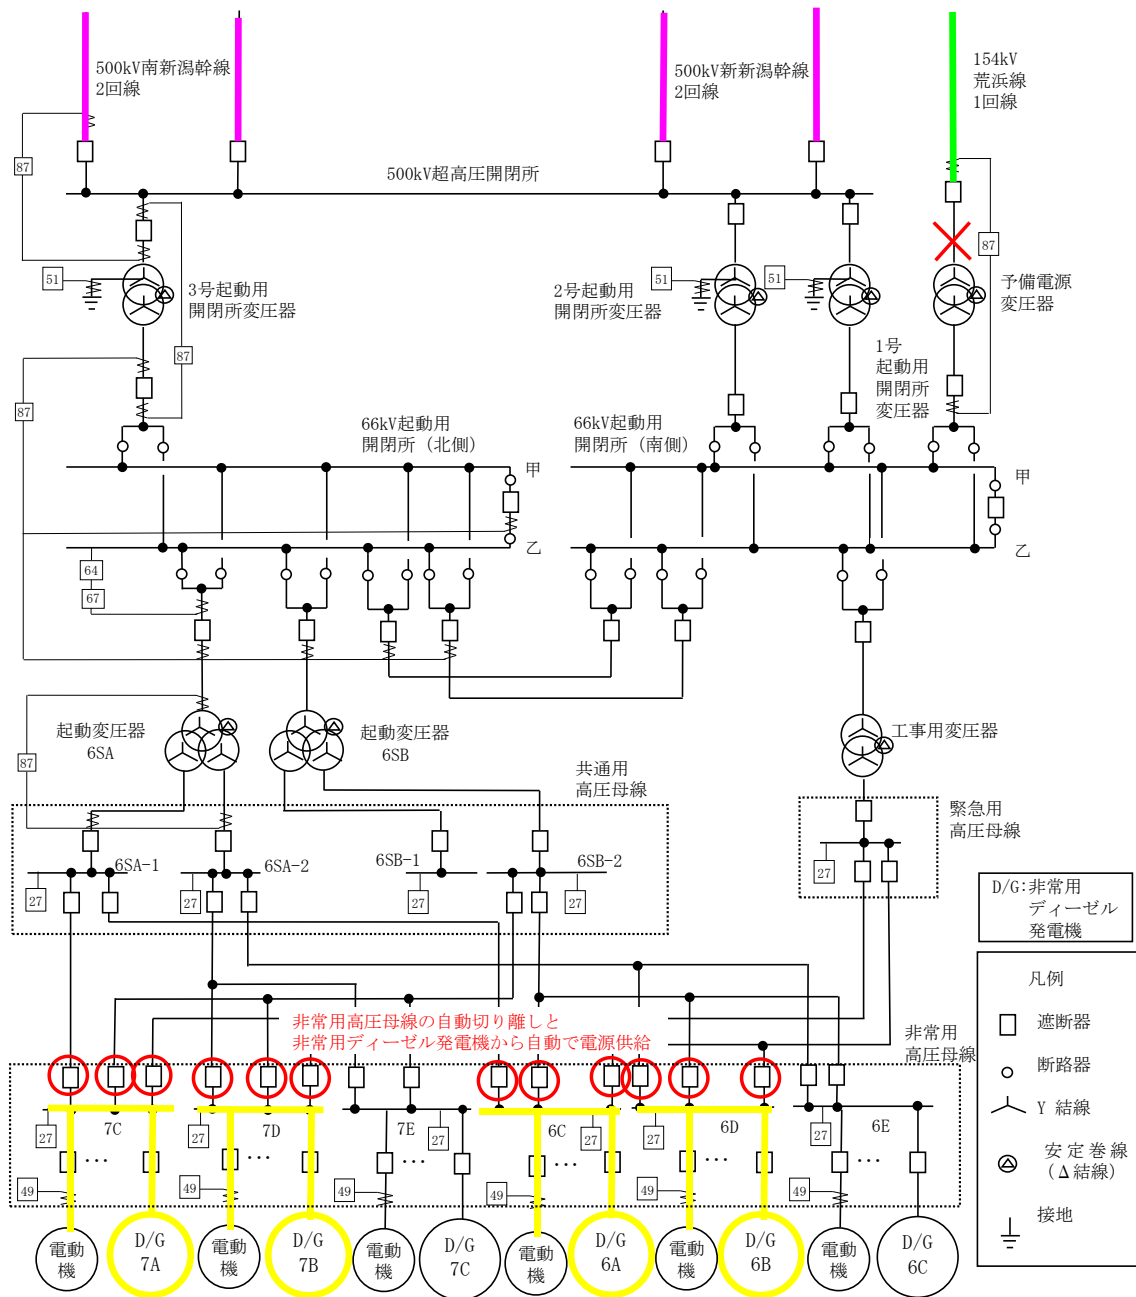 500kV南新潟幹線
2回線
500kV新新潟幹線
2回線
154kV
荒浜線
1回線
87
500kV超高圧開閉所
87
51
3号起動用
開閉所変圧器
51
2号起動用
開閉所変圧器
51
予備電源
変圧器
87
1号
起動用
開閉所
変圧器
87
66kV起動用
開閉所（北側）
66kV起動用
開閉所（南側）
甲
甲
乙
乙
64
67
起動変圧器
6SA
起動変圧器
6SB
工事用変圧器
87
共通用
高圧母線
緊急用
高圧母線
6SA-1
6SA-2
6SB-1
6SB-2
27
27
27
27
27
D/G:非常用
ディーゼル
発電機
凡例
遮断器
断路器
Y 結線
安定巻線
(Δ結線)
接地
非常用高圧母線の自動切り離しと
非常用ディーゼル発電機から自動で電源供給
非常用
高圧母線
27
7C
27
7D
7E
27
6C
27
27
6D
27
6E
…
…
…
…
…
…
49
49
49
49
49
49
電動
機
D/G
7A
電動
機
D/G
7B
電動
機
D/G
7C
電動
機
D/G
6A
電動
機
D/G
6B
電動
機
D/G
6C